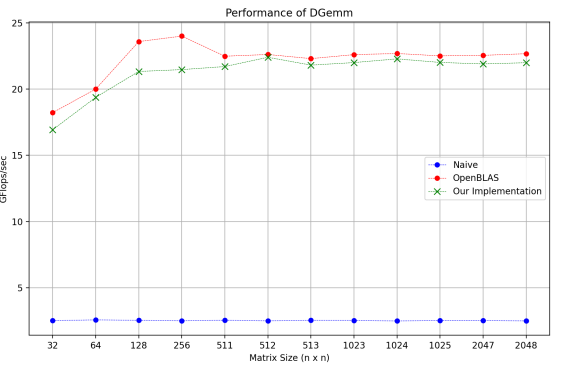 Performance of DGemm
GFlops/sec
25
20
15
10
5
Naive
OpenBLAS
Our Implementation
32 64 128 256 511 512 513 1023 1024 1025 2047 2048
Matrix Size (n x n)